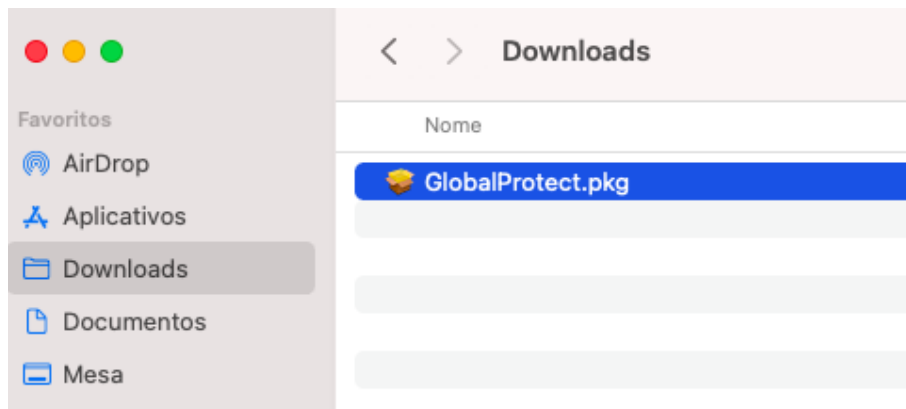 Downloads
Favoritos
Nome
AirDrop
GlobalProtect.pkg
Aplicativos
Downloads
Documentos
Mesa